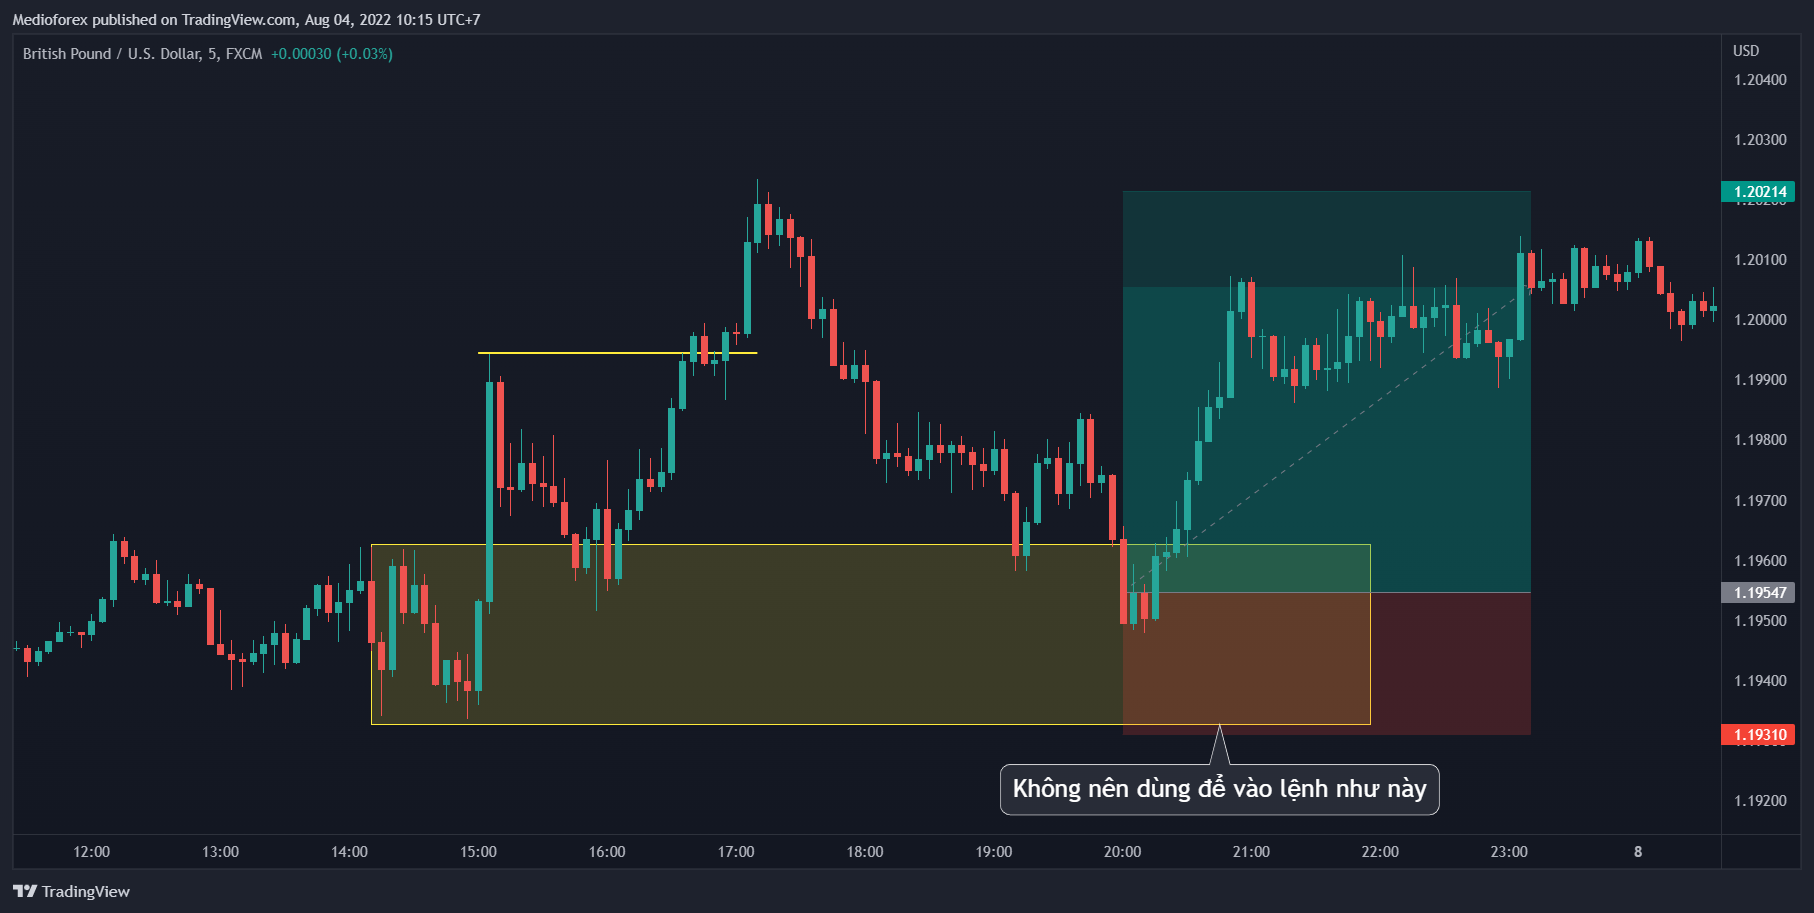 Medioforex published on TradingView.com, Aug 04, 2022 10:15 UTC+7
British Pound / U.S. Dollar, 5, FXCM +0.00030 (+0.03%)
USD
1.20400
1.20300
1.20214
1.20100
1.20000
1.19900
1.19800
1.19700
1.19600
1.19547
1.19500
1.19400
1.19310
1.19200
Không nên dùng để vào lệnh như này
12:00 13:00 14:00 15:00 16:00 17:00 18:00 19:00 20:00 21:00 22:00 23:00 8
TradingView